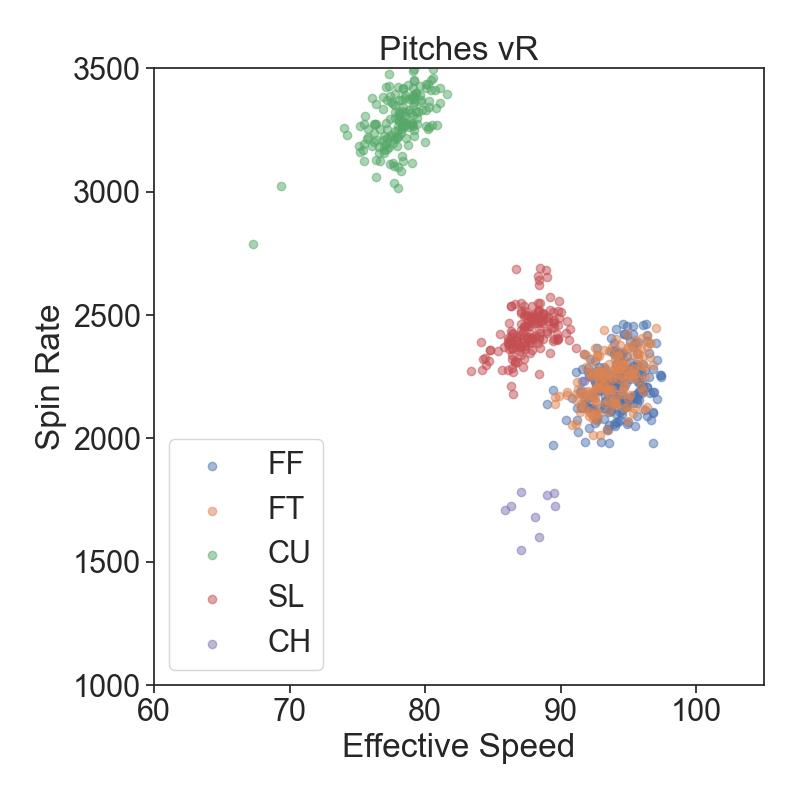 Pitches vR
3500
3000
2500
2000
1500
1000
Spin Rate
FF
FT
CU
SL
CH
60 70 80 90 100
Effective Speed